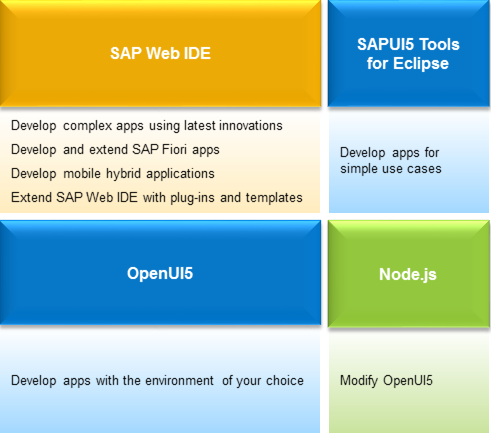 SAP Web IDE
Develop complex apps using latest innovations
Develop and extend SAP Fiori apps
Develop mobile hybrid applications
Extend SAP Web IDE with plug-ins and templates
SAPUI5 Tools
for Eclipse
Develop apps for
simple use cases
OpenUI5
Develop apps with the environment of your choice
Node.js
Modify OpenUI5